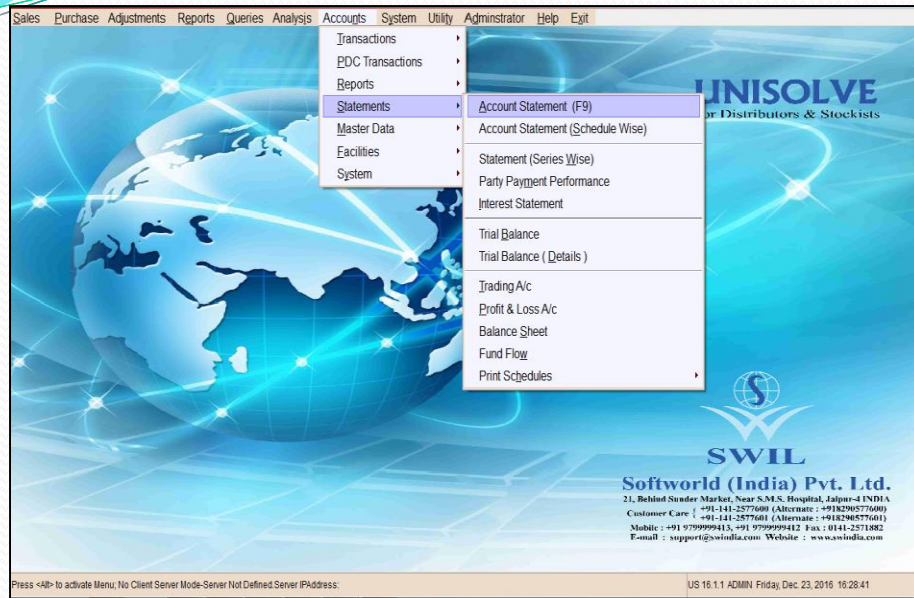 Sales Purchase Adjustments Reports Queries Analysis Accounts System Utility Adminstrator Help Exit
Transactions
PDC Transactions
Reports
Statements
Master Data
Facilities
System
Account Statement (F9)
Account Statement (Schedule Wise)
Statement (Series Wise)
Party Payment Performance
Interest Statement
Trial Balance
Trial Balance ( Details )
Trading A/c
Profit & Loss A/c
Balance Sheet
Fund Flow
Print Schedules
UNISOLVE
or Distributors & Stockists
S
SWIL
Softworld (India) Pvt. Ltd.
21, Behind Sunder Market, Near S.M.S. Hospital, Jaipur-4 INDIA
Customer Care { +91-141-2577600 (Alternate : +918290577600)
+91-141-2577601 (Alternate : +918290577601)
Mobile : +91 9799999413, +91 9799999412 Fax : 0141-2571882
E-mail : support@swindia.com Website : www.swindia.com
Press <Alt> to activate Menu; No Client Server Mode-Server Not Defined.Server IPAddress:
US 16.1.1 ADMIN Friday, Dec. 23, 2016 16:28:41